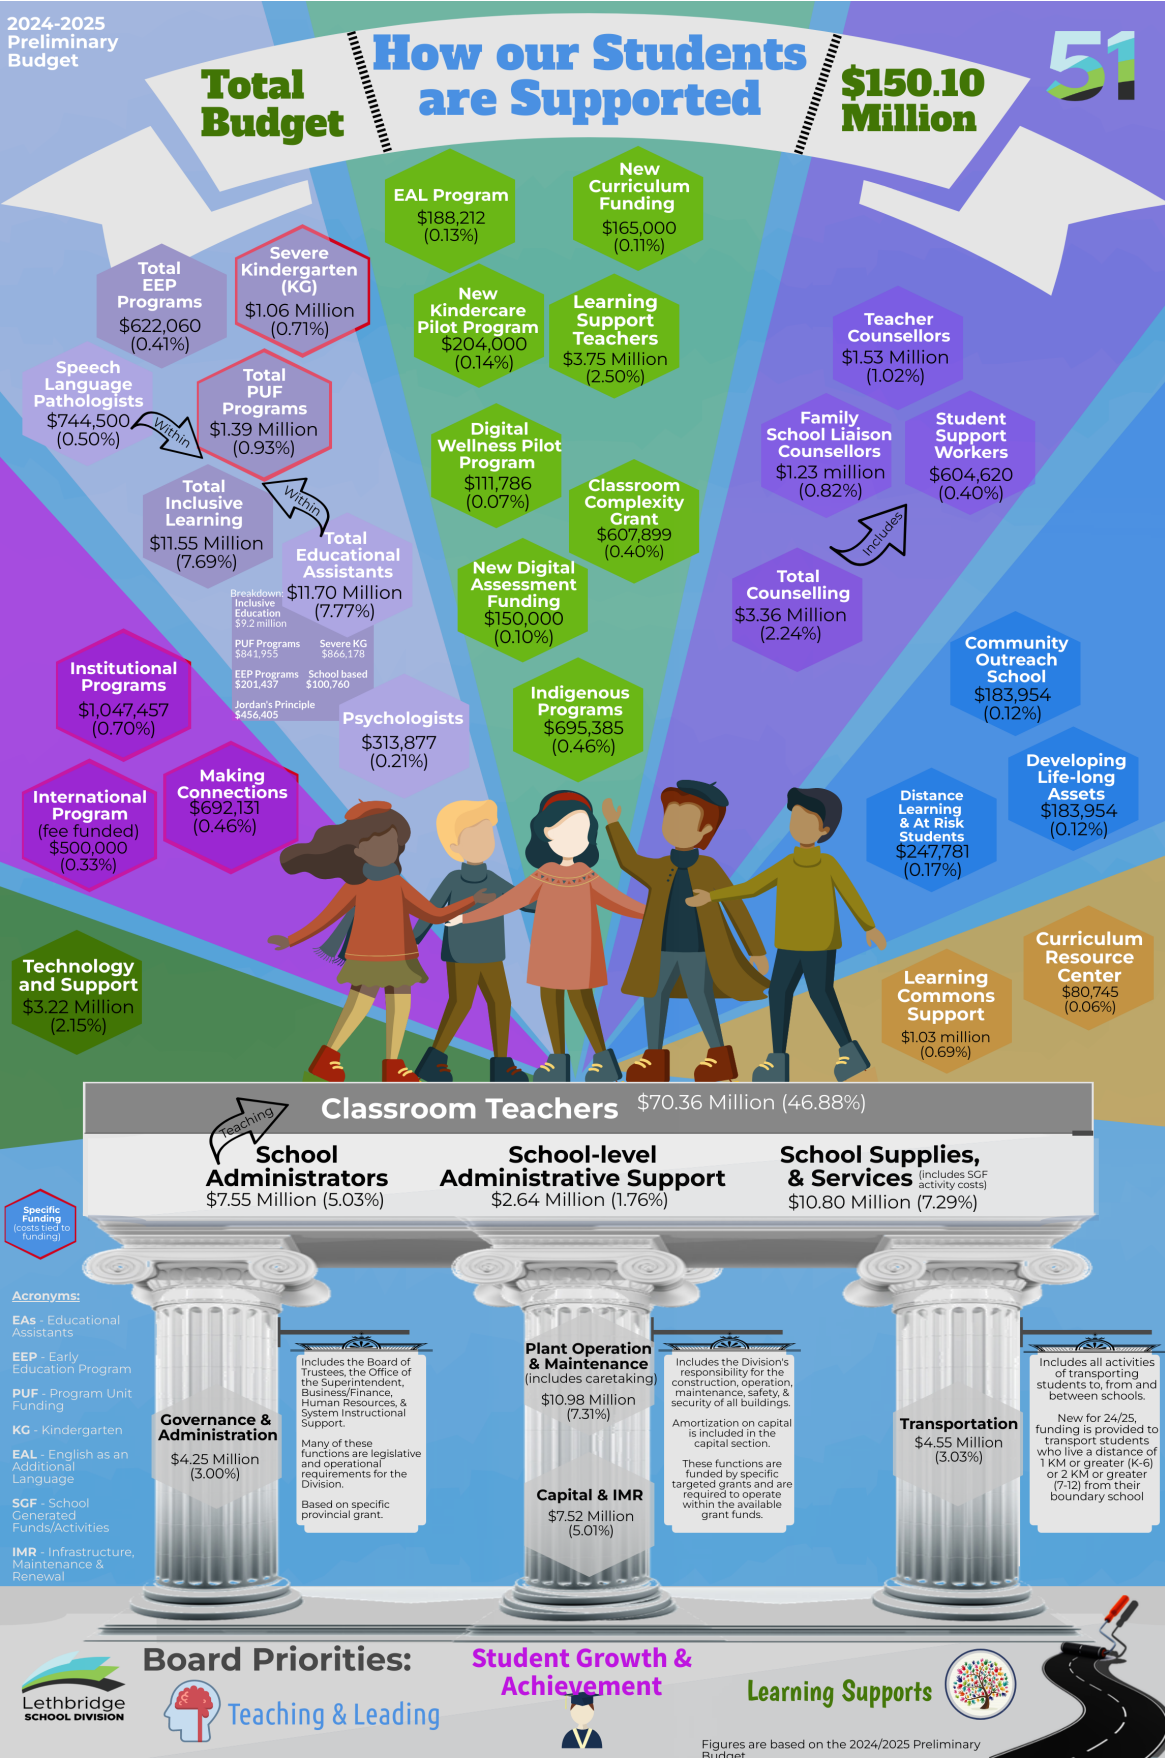 2024-2025
Preliminary
Budget
Total
Budget
How our Students
are Supported
$150.10
Million
51
EAL Program
$188,212
(0.13%)
New
Curriculum
Funding
$165,000
(0.11%)
Total
EEP
Programs
$622,060
(0.41%)
Severe
Kindergarten
(KG)
$1.06 Million
(0.71%)
New
Kindercare
Pilot Program
$204,000
(0.14%)
Learning
Support
Teachers
$3.75 Million
(2.50%)
Teacher
Counsellors
$1.53 Million
(1.02%)
Speech
Language
Pathologists
$744,500
(0.50%)
Within
Total
PUF
Programs
$1.39 Million
(0.93%)
Digital
Wellness Pilot
Program
$111,786
(0.07%)
Family
School Liaison
Counsellors
$1.23 million
(0.82%)
Student
Support
Workers
$604,620
(0.40%)
Total
Inclusive
Learning
$11.55 Million
(7.69%)
Within
Classroom
Complexity
Grant
$607,899
(0.40%)
Includes
Total
Educational
Assistants
$11.70 Million
(7.77%)
Breakdown:
Inclusive
Education
$9.2 million
PUF Programs
$841,955
Severe KG
$866,178
EEP Programs
$201,437
School based
$100,760
Jordan's Principle
$456,405
New Digital
Assessment
Funding
$150,000
(0.10%)
Total
Counselling
$3.36 Million
(2.24%)
Institutional
Programs
$1,047,457
(0.70%)
Psychologists
$313,877
(0.21%)
Indigenous
Programs
$695,385
(0.46%)
Community
Outreach
School
$183,954
(0.12%)
International
Program
(fee funded)
$500,000
(0.33%)
Making
Connections
$692,131
(0.46%)
Distance
Learning
& At Risk
Students
$247,781
(0.17%)
Developing
Life-long
Assets
$183,954
(0.12%)
Technology
and Support
$3.22 Million
(2.15%)
Learning
Commons
Support
$1.03 million
(0.69%)
Curriculum
Resource
Center
$80,745
(0.06%)
Teaching
Classroom Teachers $70.36 Million (46.88%)
School
Administrators
$7.55 Million (5.03%)
School-level
Administrative Support
$2.64 Million (1.76%)
School Supplies,
& Services (includes SGF
activity costs)
$10.80 Million (7.29%)
Specific
Funding
(costs tied to
funding)
Acronyms:
EAs - Educational
Assistants
EEP - Early
Education Program
PUF - Program Unit
Funding
KG - Kindergarten
EAL - English as an
Additional
Language
SGF - School
Generated
Funds/Activities
IMR - Infrastructure,
Maintenance &
Renewal
Governance &
Administration
$4.25 Million
(3.00%)
Includes the Board of
Trustees, the Office of
the Superintendent,
Business/Finance,
Human Resources, &
System Instructional
Support.
Many of these
functions are legislative
and operational
requirements for the
Division.
Based on specific
provincial grant.
Plant Operation
& Maintenance
(includes caretaking)
$10.98 Million
(7.31%)
Capital & IMR
$7.52 Million
(5.01%)
Includes the Division's
responsibility for the
construction, operation,
maintenance, safety, &
security of all buildings.
Amortization on capital
is included in the
capital section.
These functions are
funded by specific
targeted grants and are
required to operate
within the available
grant funds.
Transportation
$4.55 Million
(3.03%)
Includes all activities
of transporting
students to, from and
between schools.
New for 24/25,
funding is provided to
transport students
who live a distance of
1 KM or greater (K-6)
or 2 KM or greater
(7-12) from their
boundary school
Lethbridge
SCHOOL DIVISION
Board Priorities:
Teaching & Leading
Student Growth &
Achievement
Learning Supports
Figures are based on the 2024/2025 Preliminary
Budget